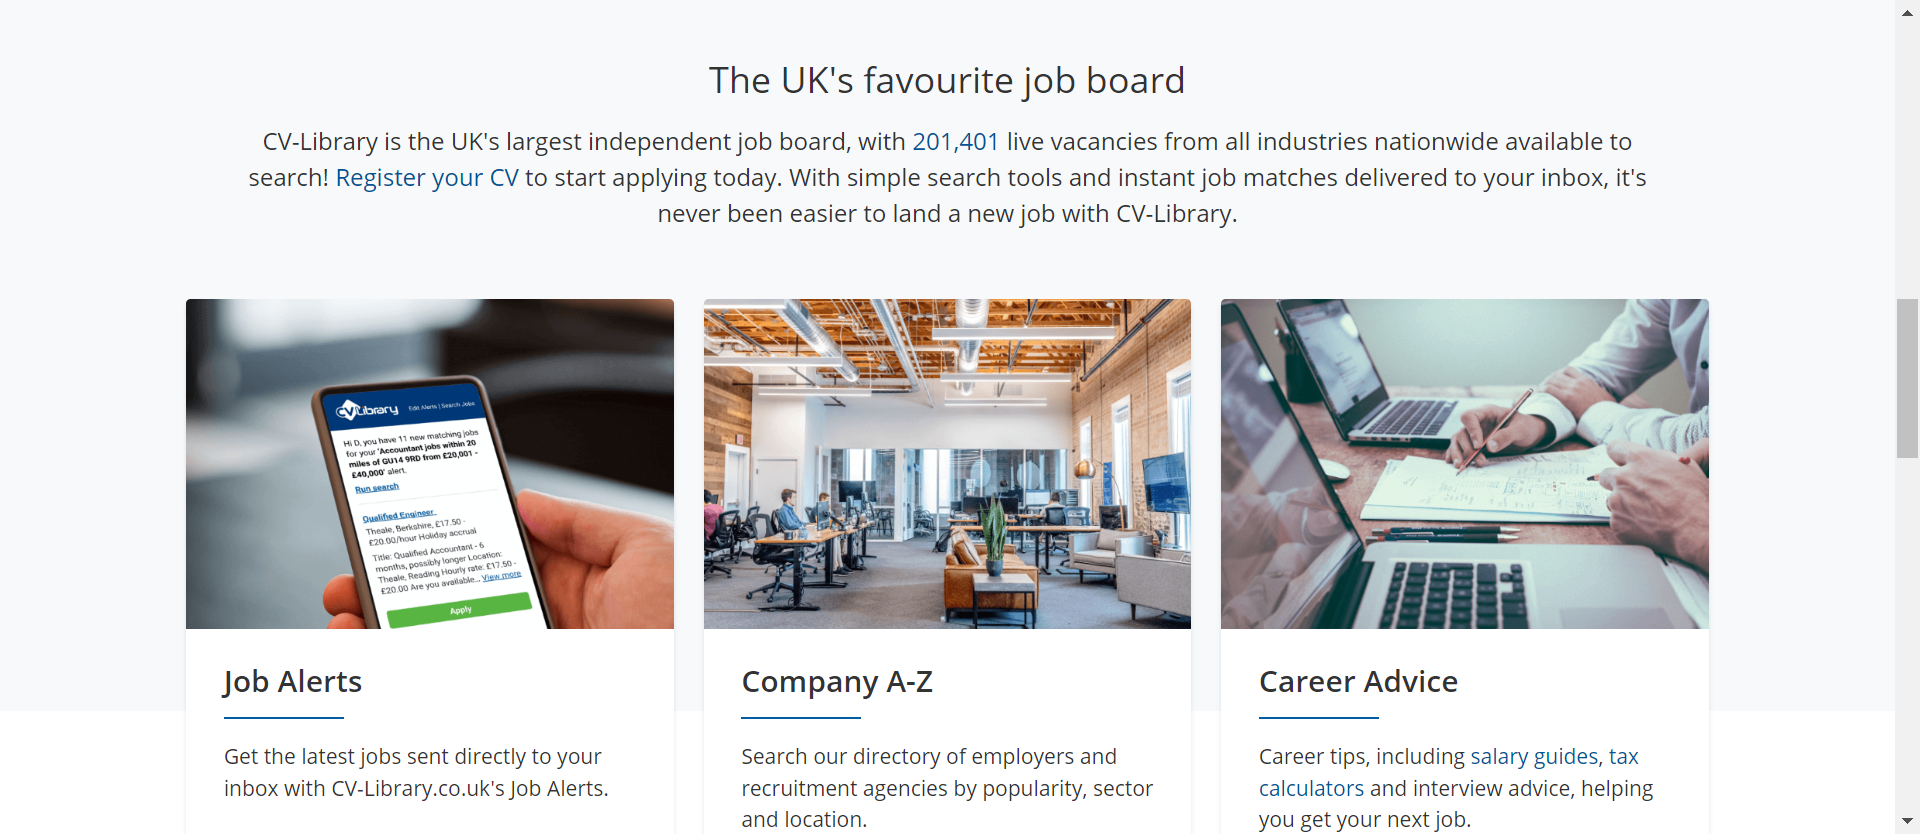 The UK's favourite job board
CV-Library is the UK's largest independent job board, with 201,401 live vacancies from all industries nationwide available to
search! Register your CV to start applying today. With simple search tools and instant job matches delivered to your inbox, it's
never been easier to land a new job with CV-Library.
CV Library
Edit Alerts | Search Jobs
Hi D, you have 11 new matching jobs
for your 'Accountant jobs within 20
miles of GU14 9RD from £20,001 -
£40,000' alert.
Run search
Qualified Engineer
Theale, Berkshire, £17.50 -
£20.00/hour Holiday accrual
Title: Qualified Accountant - 6
months, possibly longer Location:
Theale, Reading Hourly rate: £17.50 -
£20.00 Are you available... View more
Apply
Job Alerts
Get the latest jobs sent directly to your
inbox with CV-Library.co.uk's Job Alerts.
Company A-Z
Search our directory of employers and
recruitment agencies by popularity, sector
and location.
Career Advice
Career tips, including salary guides, tax
calculators and interview advice, helping
you get your next job.